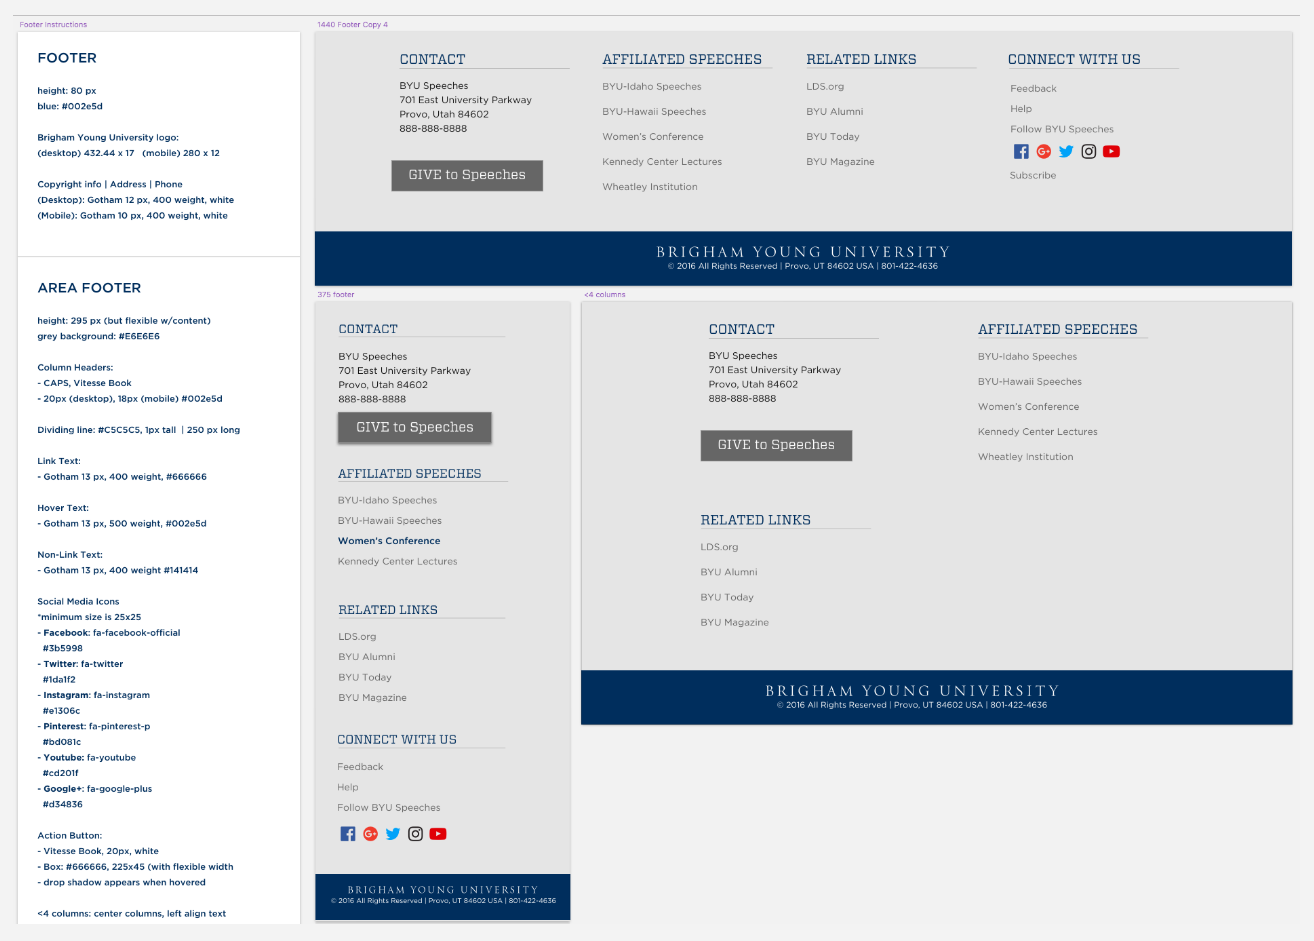 Footer Instructions
FOOTER
height: 80 px
blue: #002e5d
Brigham Young University logo:
(desktop) 432.44 x 17   (mobile) 280 x 12
Copyright info | Address | Phone
(Desktop): Gotham 12 px, 400 weight, white
(Mobile): Gotham 10 px, 400 weight, white
AREA FOOTER
height: 295 px (but flexible w/content)
grey background: #E6E6E6
Column Headers:
- CAPS, Vitesse Book
- 20px (desktop), 18px (mobile) #002e5d
Dividing line: #C5C5C5, 1px tall  | 250 px long
Link Text:
- Gotham 13 px, 400 weight, #666666
Hover Text:
- Gotham 13 px, 500 weight, #002e5d
Non-Link Text:
- Gotham 13 px, 400 weight #141414
Social Media Icons
*minimum size is 25x25
- Facebook: fa-facebook-official
#3b5998
- Twitter: fa-twitter
#1da1f2
- Instagram: fa-instagram
#e1306c
- Pinterest: fa-pinterest-p
#bd081c
- Youtube: fa-youtube
#cd201f
- Google+: fa-google-plus
#d34836
Action Button:
- Vitesse Book, 20px, white
- Box: #666666, 225x45 (with flexible width
- drop shadow appears when hovered
<4 columns: center columns, left align text
1440 Footer Copy 4
CONTACT
BYU Speeches
701 East University Parkway
Provo, Utah 84602
888-888-8888
GIVE to Speeches
AFFILIATED SPEECHES
BYU-Idaho Speeches
BYU-Hawaii Speeches
Women's Conference
Kennedy Center Lectures
Wheatley Institution
RELATED LINKS
LDS.org
BYU Alumni
BYU Today
BYU Magazine
CONNECT WITH US
Feedback
Help
Follow BYU Speeches
Subscribe
BRIGHAM YOUNG UNIVERSITY
© 2016 All Rights Reserved | Provo, UT 84602 USA | 801-422-4636
375 footer
CONTACT
BYU Speeches
701 East University Parkway
Provo, Utah 84602
888-888-8888
GIVE to Speeches
AFFILIATED SPEECHES
BYU-Idaho Speeches
BYU-Hawaii Speeches
Women's Conference
Kennedy Center Lectures
RELATED LINKS
LDS.org
BYU Alumni
BYU Today
BYU Magazine
CONNECT WITH US
Feedback
Help
Follow BYU Speeches
BRIGHAM YOUNG UNIVERSITY
© 2016 All Rights Reserved | Provo, UT 84602 USA | 801-422-4636
<4 columns
CONTACT
BYU Speeches
701 East University Parkway
Provo, Utah 84602
888-888-8888
GIVE to Speeches
AFFILIATED SPEECHES
BYU-Idaho Speeches
BYU-Hawaii Speeches
Women's Conference
Kennedy Center Lectures
Wheatley Institution
RELATED LINKS
LDS.org
BYU Alumni
BYU Today
BYU Magazine
BRIGHAM YOUNG UNIVERSITY
© 2016 All Rights Reserved | Provo, UT 84602 USA | 801-422-4636